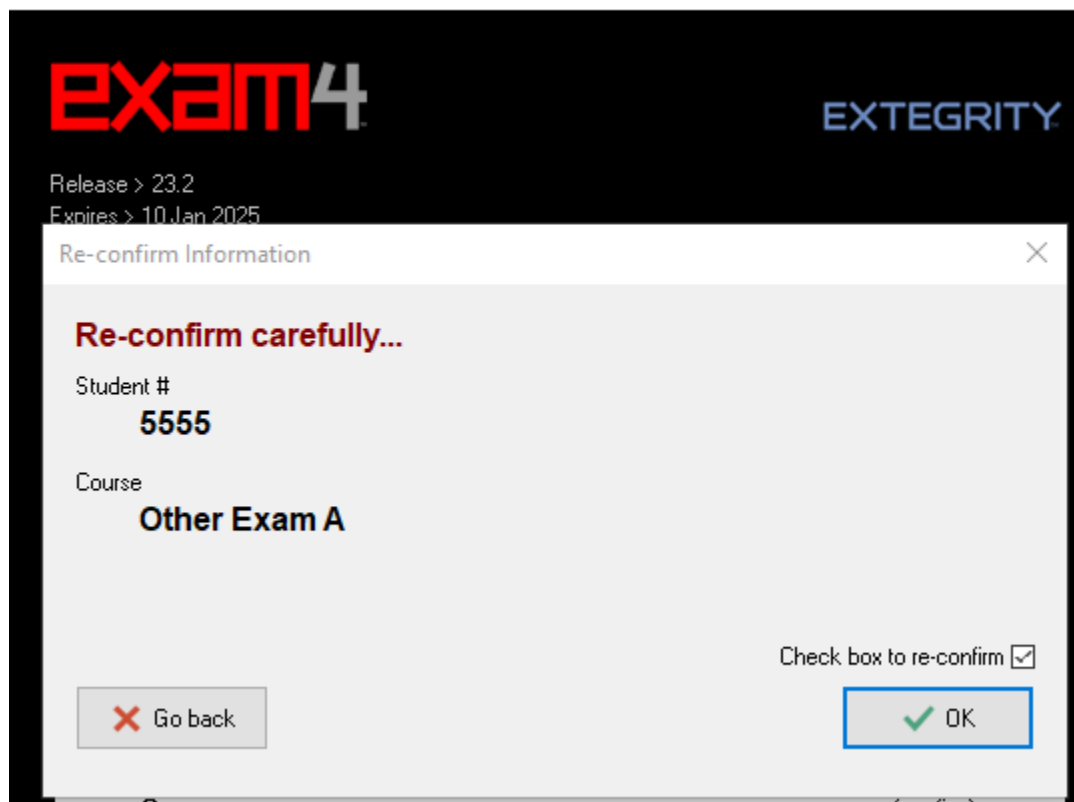 exam4
EXTEGRITY
Release > 23.2
Expires > 10 Jan 2025
Re-confirm Information
Re-confirm carefully...
Student #
5555
Course
Other Exam A
Check box to re-confirm
Go back
OK